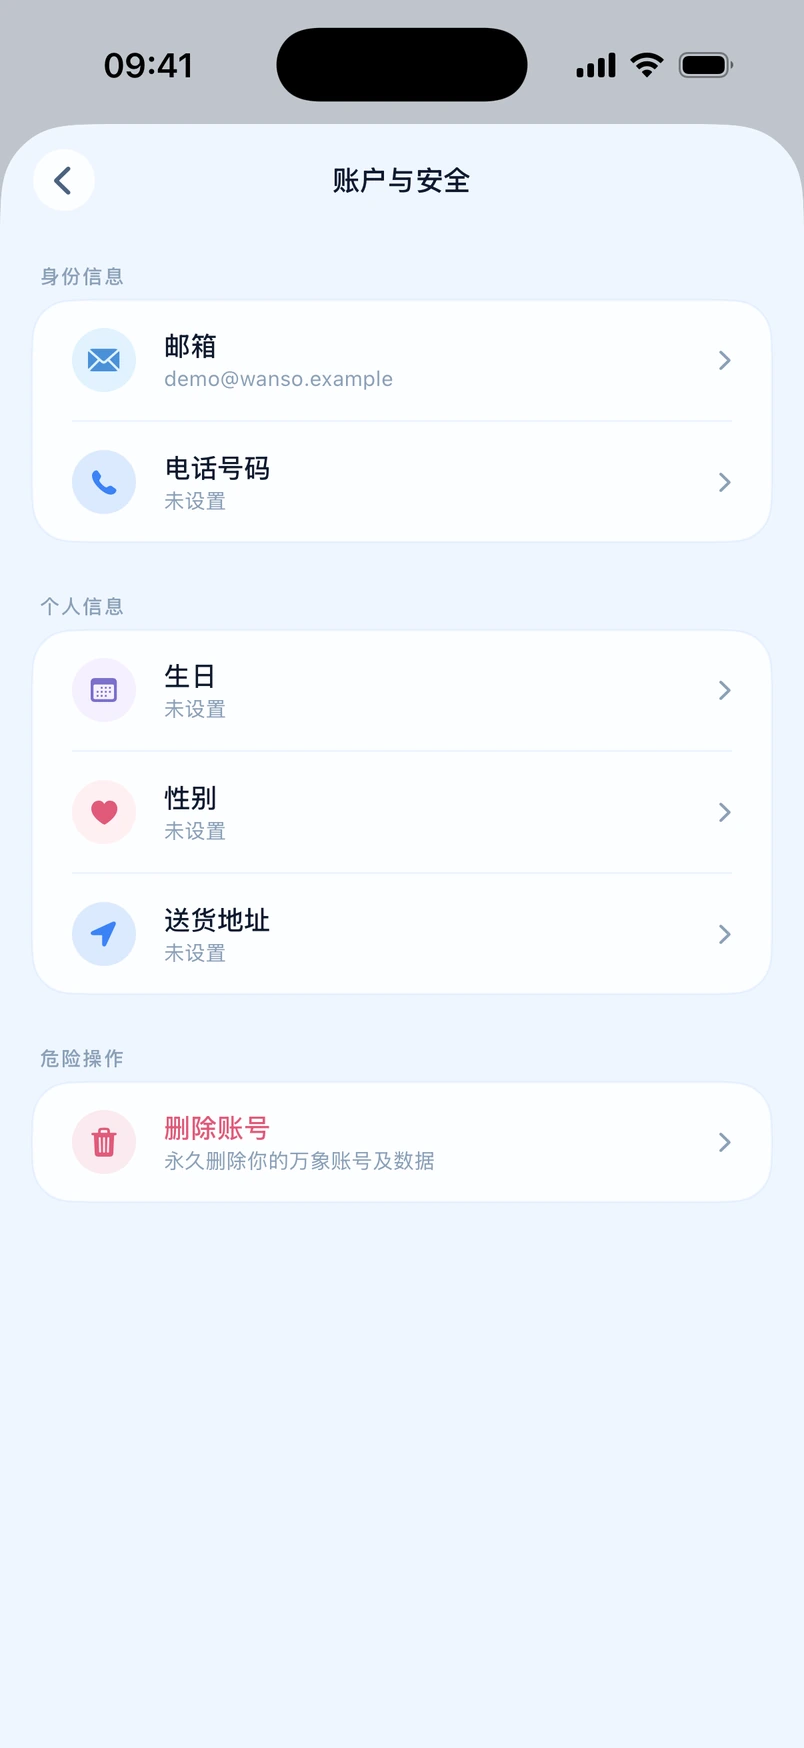 09:41
账户与安全
身份信息
邮箱
demo@wanso.example
电话号码
未设置
个人信息
生日
未设置
性别
未设置
送货地址
未设置
危险操作
删除账号
永久删除你的万象账号及数据